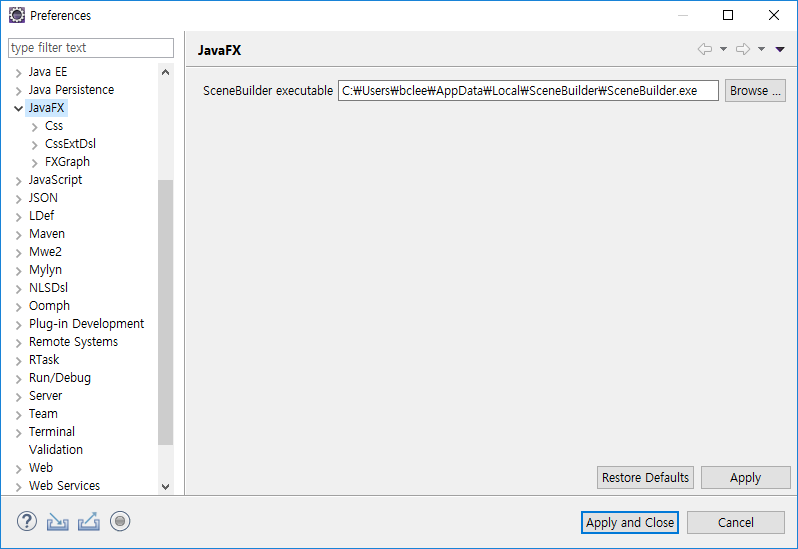 Preferences
type filter text
Java EE
Java Persistence
JavaFX
Css
CssExtDsl
FXGraph
JavaScript
JSON
LDef
Maven
Mwe2
Mylyn
NLSDsl
Oomph
Plug-in Development
Remote Systems
RTask
Run/Debug
Server
Team
Terminal
Validation
Web
Web Services
JavaFX
SceneBuilder executable C:₩Users₩bclee₩AppData₩Local₩SceneBuilder₩SceneBuilder.exe Browse ...
Restore Defaults Apply
? Apply and Close Cancel